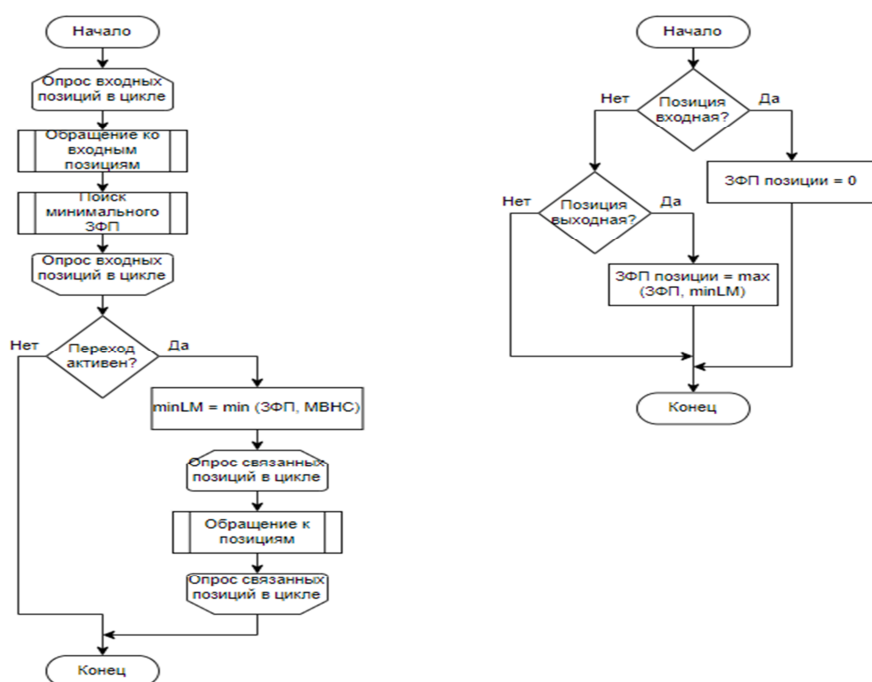 Начало
Опрос входных
позиций в цикле
Обращение ко
входным
позициям
Поиск
минимального
ЗФП
Опрос входных
позиций в цикле
Нет
Переход
активен?
Да
minLM = min (ЗФП, МВНС)
Опрос связанных
позиций в цикле
Обращение к
позициям
Опрос связанных
позиций в цикле
Конец
Начало
Нет
Позиция
входная?
Да
ЗФП позиции = 0
Нет
Позиция
выходная?
Да
ЗФП позиции = max
(ЗФП, minLM)
Конец